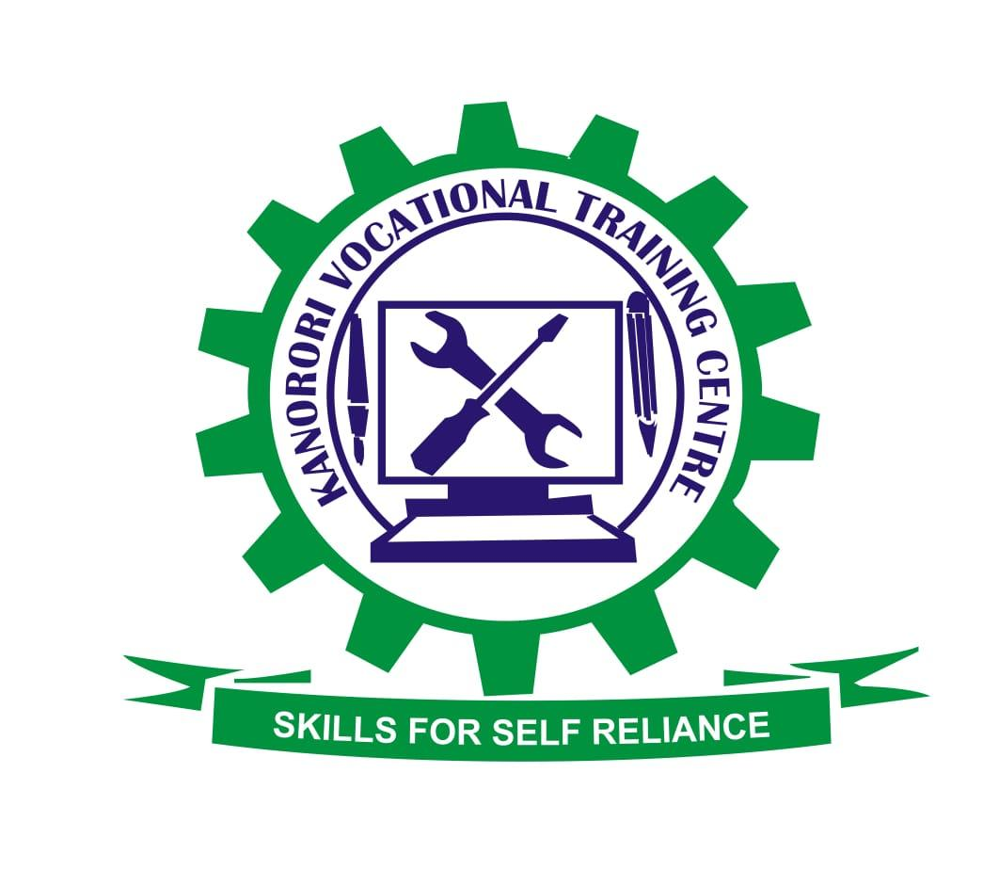 KANORORI VOCATIONAL TRAINING CENTRE
SKILLS FOR SELF RELIANCE